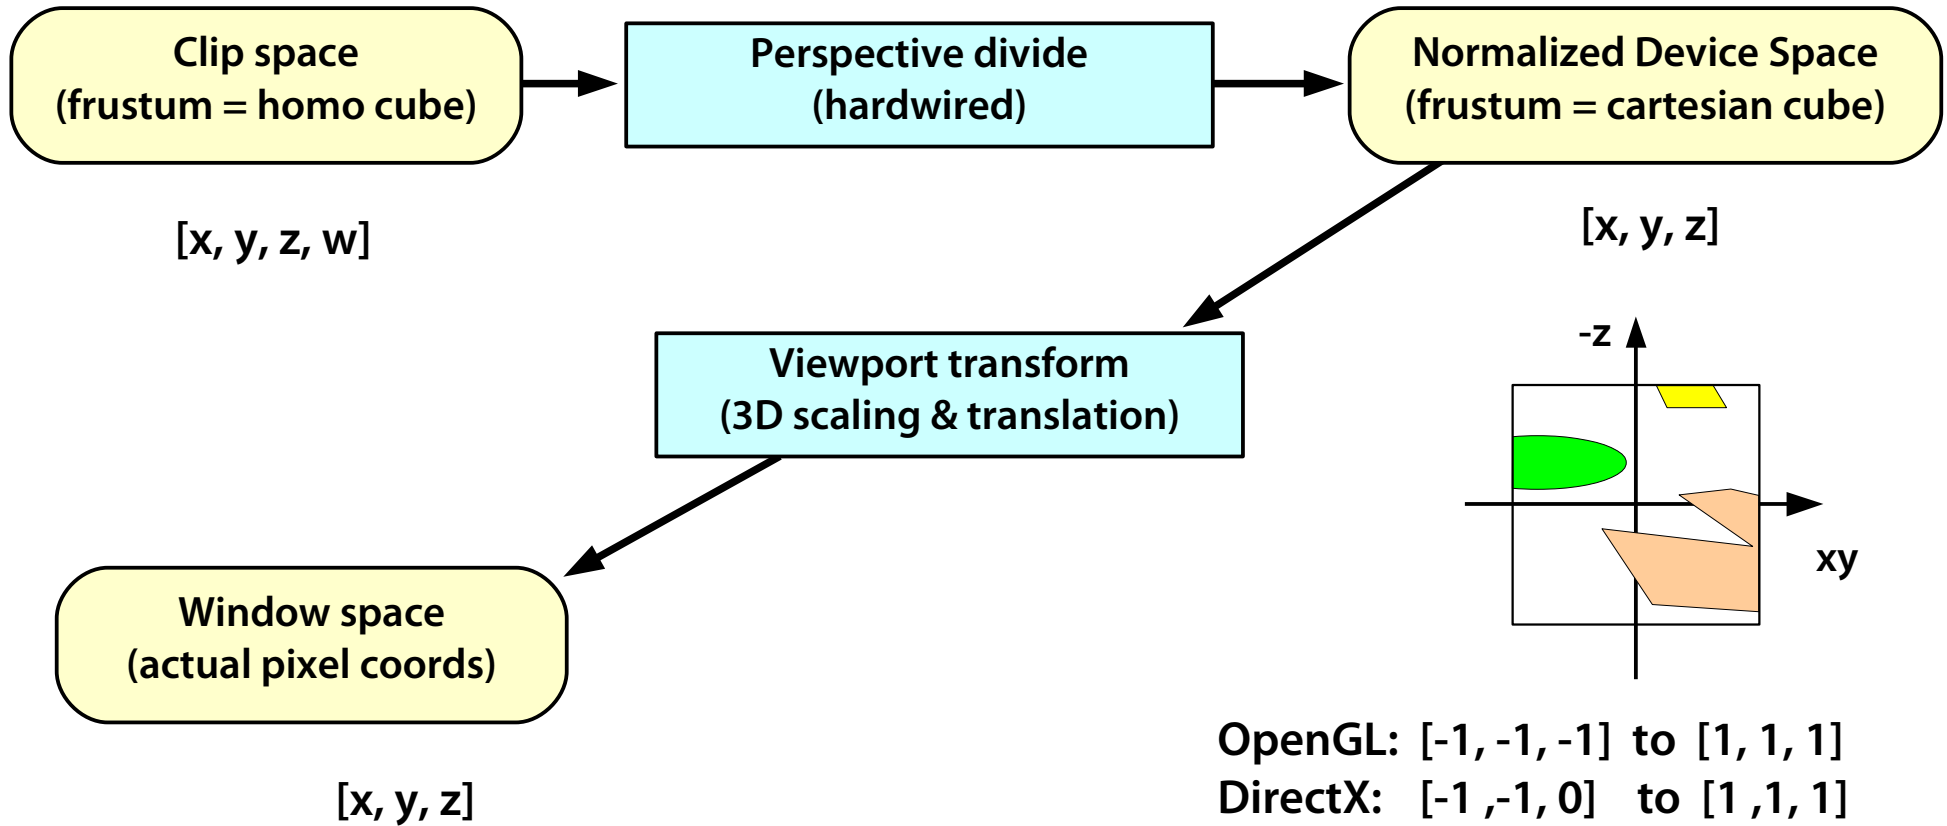 Clip space
(frustum = homo cube)
Perspective divide
(hardwired)
Normalized Device Space
(frustum = cartesian cube)
[x, y, z, w]
[x, y, z]
Viewport transform
(3D scaling & translation)
-z
xy
Window space
(actual pixel coords)
[x, y, z]
OpenGL: [-1, -1, -1] to [1, 1, 1]
DirectX: [-1 ,-1, 0] to [1 ,1, 1]